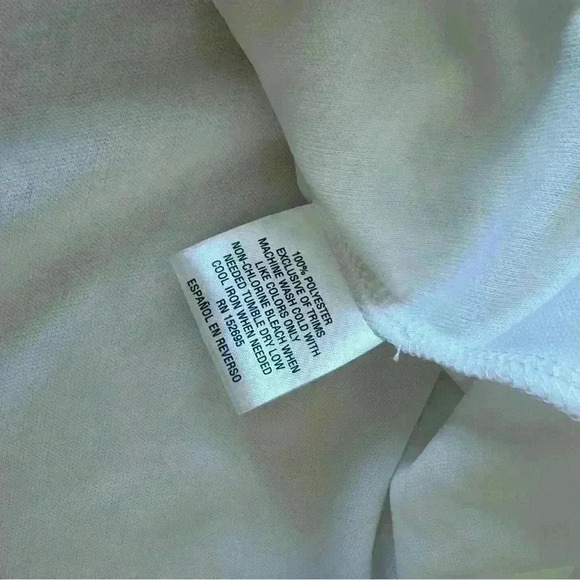 100% POLYESTER
EXCLUSIVE OF TRIMS
MACHINE WASH COLD WITH
LIKE COLORS ONLY
NON-CHLORINE BLEACH WHEN
NEEDED TUMBLE DRY LOW
COOL IRON WHEN NEEDED
RN 152695
ESPAÑOL EN REVERSO